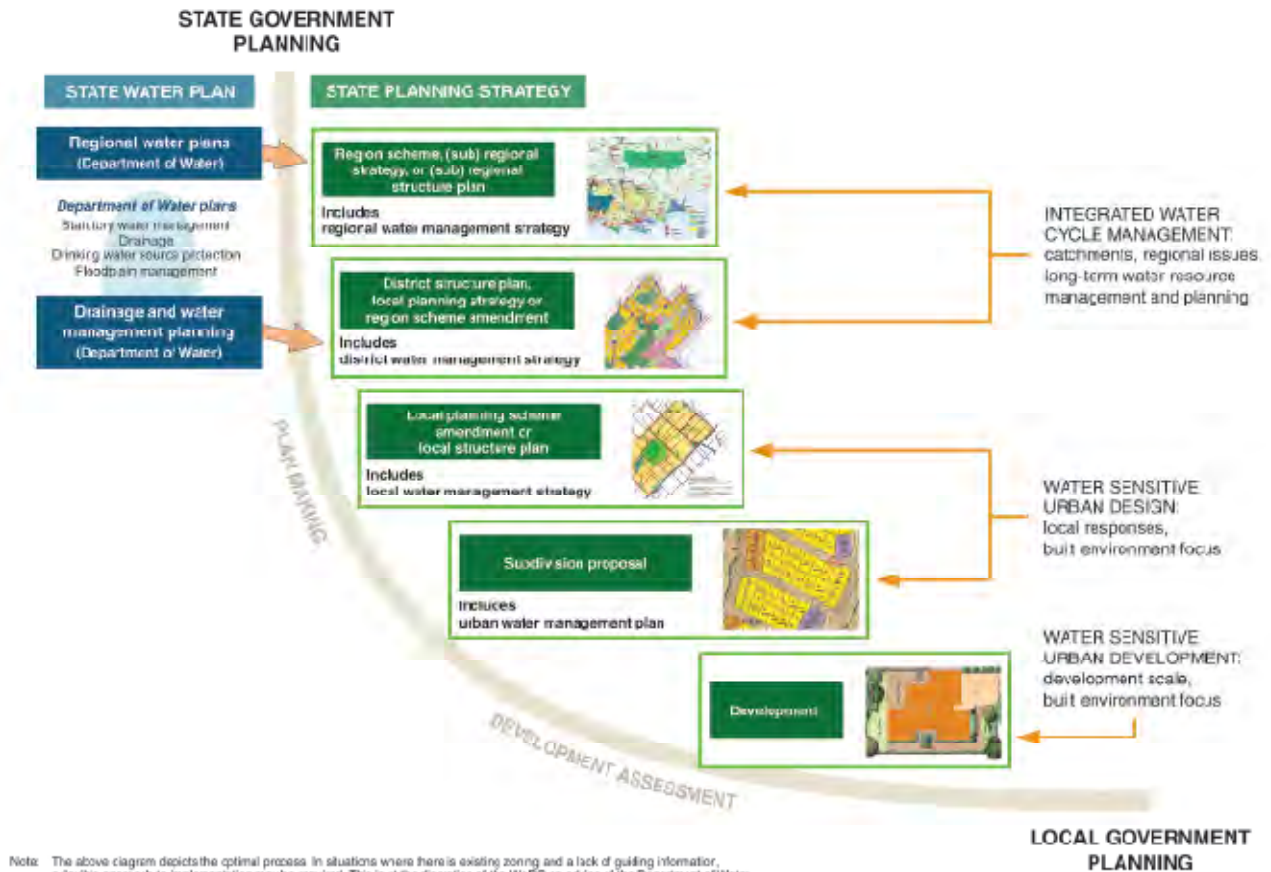 STATE GOVERNMENT
PLANNING
STATE WATER PLAN
STATE PLANNING STRATEGY
Regional water plans
(Department of Water)
Department of Water plans
Statutory water management
Drainage
Drinking water source protection
Floodplain management
Drainage and water
management planning
(Department of Water)
Region scheme, (sub) regional
strategy, or (sub) regional
structure plan
Includes
regional water management strategy
District structure plan,
local planning strategy or
region scheme amendment
Includes
district water management strategy
Local planning scheme
amendment or
local structure plan
Includes
local water management strategy
Subdivision proposal
Includes
urban water management plan
Development
INTEGRATED WATER
CYCLE MANAGEMENT:
catchments, regional issues,
long-term water resource
management and planning
WATER SENSITIVE
URBAN DESIGN:
local responses,
built environment focus
WATER SENSITIVE
URBAN DEVELOPMENT:
development scale,
built environment focus
PLAN MAKING
DEVELOPMENT ASSESSMENT
LOCAL GOVERNMENT
PLANNING
Note: The above diagram depicts the optimal process. In situations where there is existing zoning and a lack of guiding information,